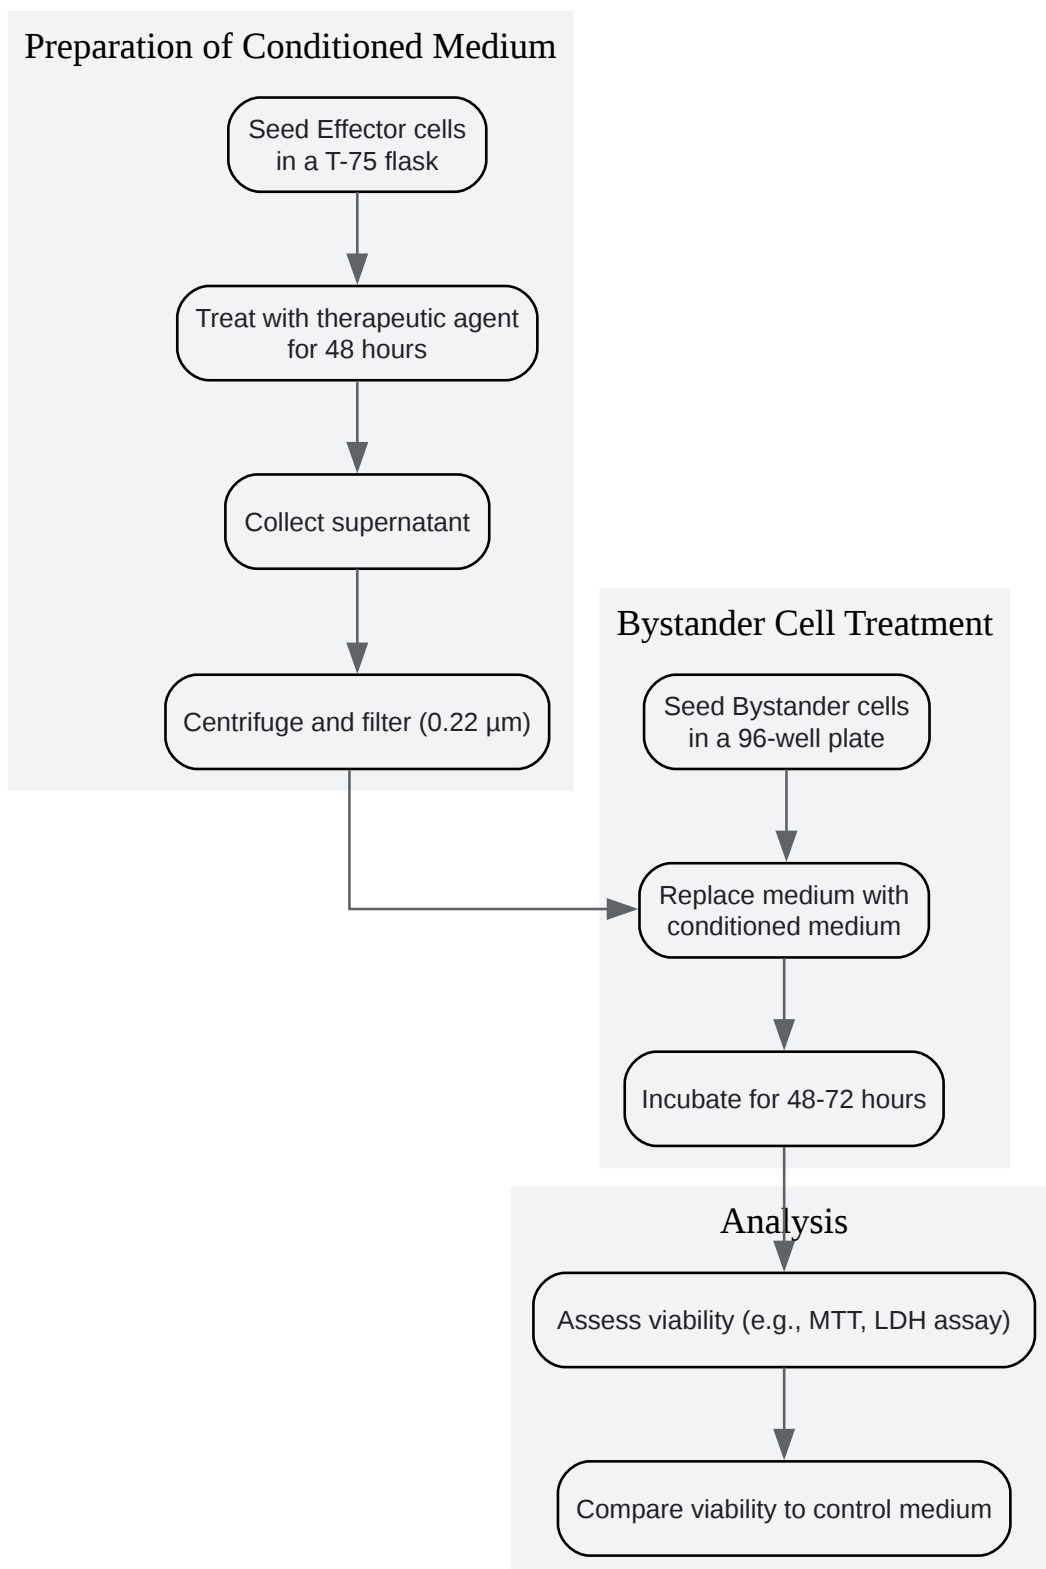 Preparation of Conditioned Medium
Seed Effector cells
in a T-75 flask
Treat with therapeutic agent
for 48 hours
Collect supernatant
Centrifuge and filter (0.22 µm)
Bystander Cell Treatment
Seed Bystander cells
in a 96-well plate
Replace medium with
conditioned medium
Incubate for 48-72 hours
Analysis
Assess viability (e.g., MTT, LDH assay)
Compare viability to control medium